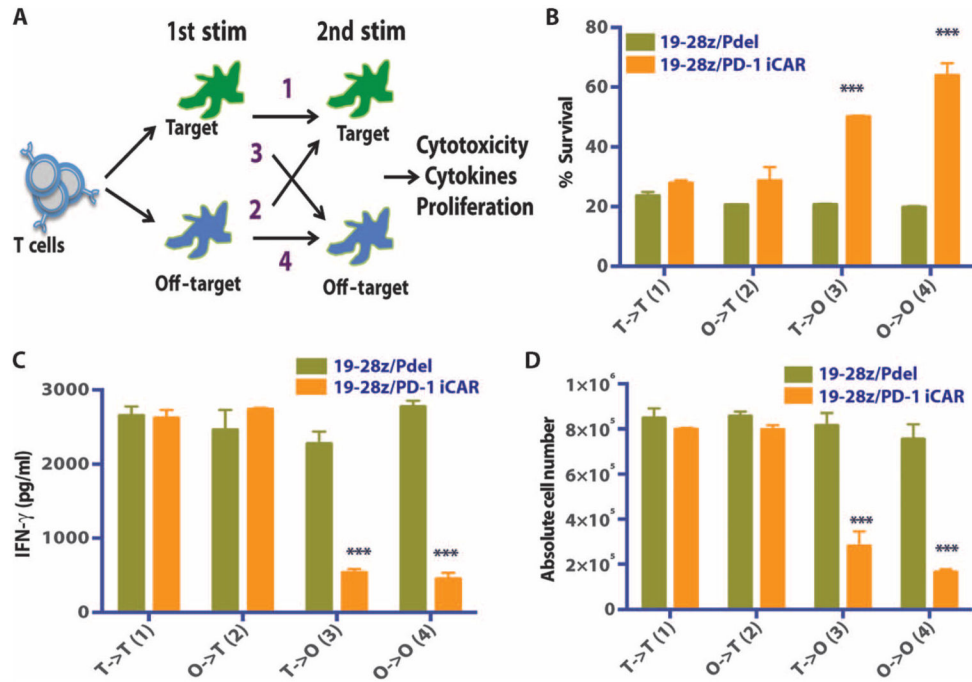 A
1st stim
2nd stim
T cells
Target
Off-target
1
3
2
4
Target
Off-target
Cytotoxicity
Cytokines
Proliferation
B
19-28z/Pdel
19-28z/PD-1 iCAR
% Survival
80
60
40
20
0
***
***
T->T (1)
O->T (2)
T->O (3)
O->O (4)
C
19-28z/Pdel
19-28z/PD-1 iCAR
IFN-γ (pg/ml)
3000
2000
1000
0
***
***
T->T (1)
O->T (2)
T->O (3)
O->O (4)
D
19-28z/Pdel
19-28z/PD-1 iCAR
Absolute cell number
1×10⁶
8×10⁵
6×10⁵
4×10⁵
2×10⁵
0
***
***
T->T (1)
O->T (2)
T->O (3)
O->O (4)